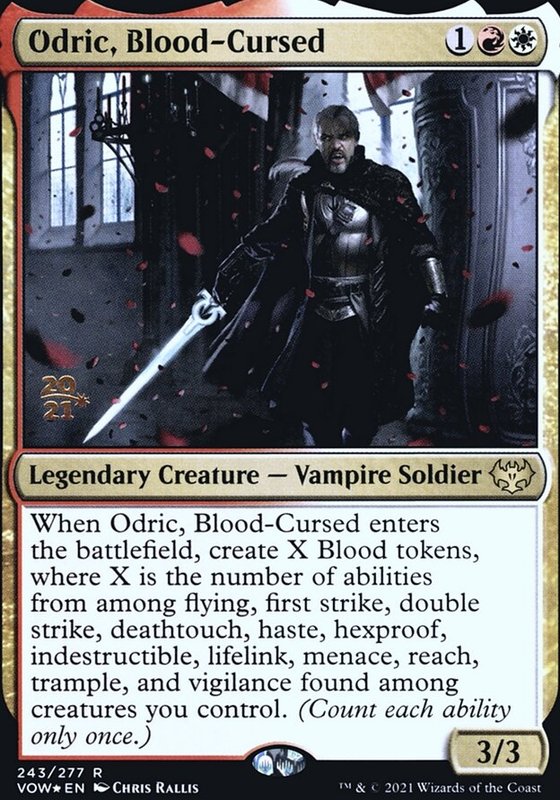 Odric, Blood-Cursed
1
20
21
Legendary Creature — Vampire Soldier
When Odric, Blood-Cursed enters
the battlefield, create X Blood tokens,
where X is the number of abilities
from among flying, first strike, double
strike, deathtouch, haste, hexproof,
indestructible, lifelink, menace, reach,
trample, and vigilance found among
creatures you control. (Count each ability
only once.)
3/3
243/277 R
VOW★EN Chris Rallis
™ & © 2021 Wizards of the Coast